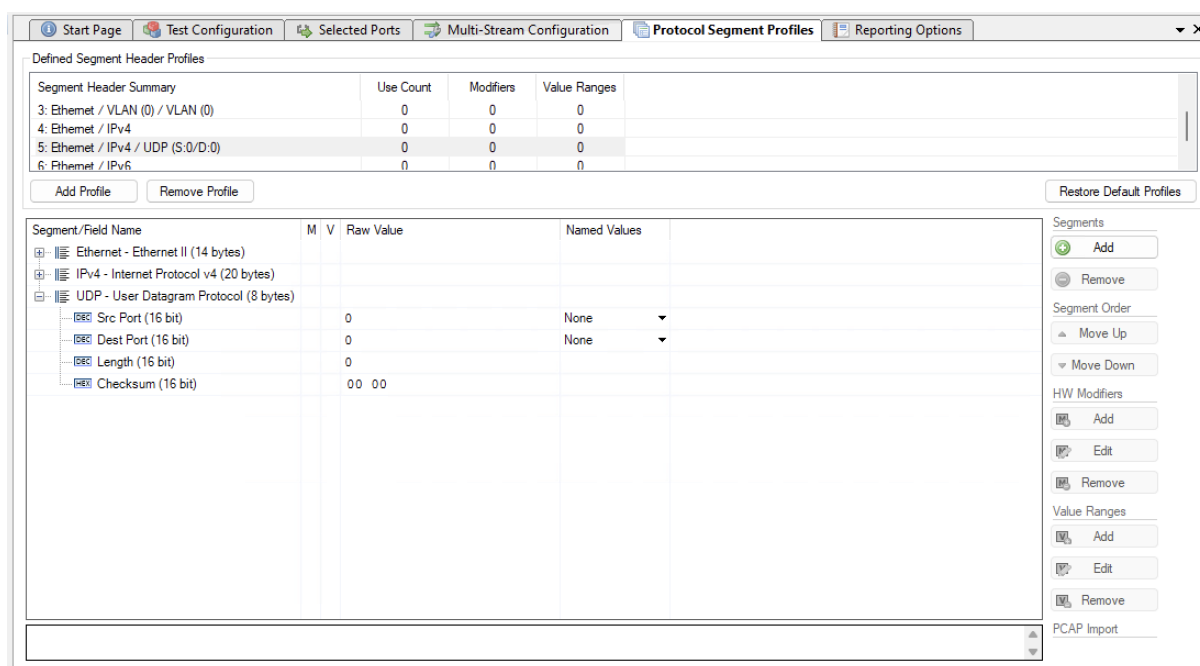 Start Page Test Configuration Selected Ports Multi-Stream Configuration Protocol Segment Profiles Reporting Options
Defined Segment Header Profiles
Segment Header Summary Use Count Modifiers Value Ranges
3: Ethernet / VLAN (0) / VLAN (0) 0 0 0
4: Ethernet / IPv4 0 0 0
5: Ethernet / IPv4 / UDP (S:0/D:0) 0 0 0
6: Ethernet / IPv6 0 0 0
Add Profile Remove Profile Restore Default Profiles
Segment/Field Name M V Raw Value Named Values
Ethernet - Ethernet II (14 bytes)
IPv4 - Internet Protocol v4 (20 bytes)
UDP - User Datagram Protocol (8 bytes)
DEC Src Port (16 bit) 0 None
DEC Dest Port (16 bit) 0 None
DEC Length (16 bit) 0
HEX Checksum (16 bit) 00 00
Segments
Add
Remove
Segment Order
Move Up
Move Down
HW Modifiers
Add
Edit
Remove
Value Ranges
Add
Edit
Remove
PCAP Import